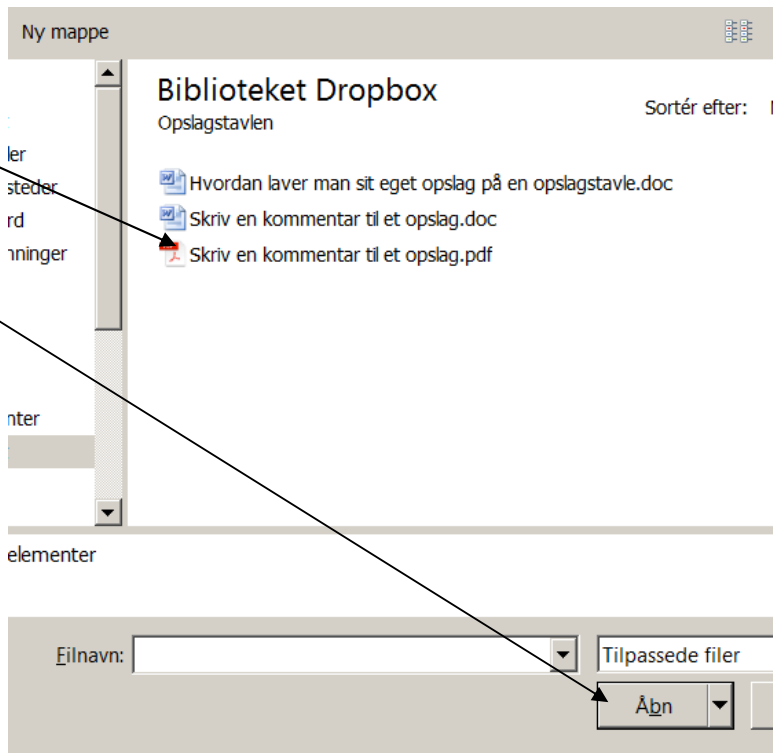 Ny mappe
Biblioteket Dropbox
Opslagstavlen
Sortér efter:
steder
Hvordan laver man sit eget opslag på en opslagstavle.doc
Skriv en kommentar til et opslag.doc
Skriv en kommentar til et opslag.pdf
elementer
Filnavn:
Tilpassede filer
Åbn